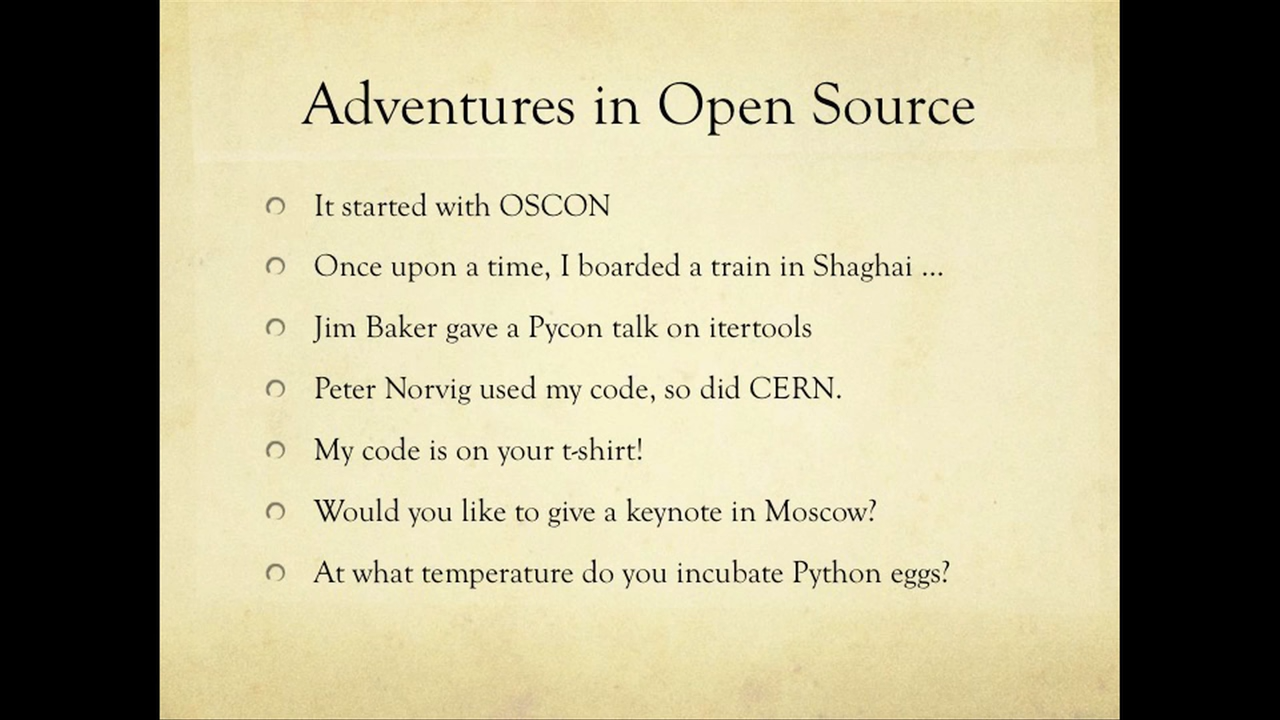 Adventures in Open Source
It started with OSCON
Once upon a time, I boarded a train in Shaghai ...
Jim Baker gave a Pycon talk on itertools
Peter Norvig used my code, so did CERN.
My code is on your t-shirt!
Would you like to give a keynote in Moscow?
At what temperature do you incubate Python eggs?